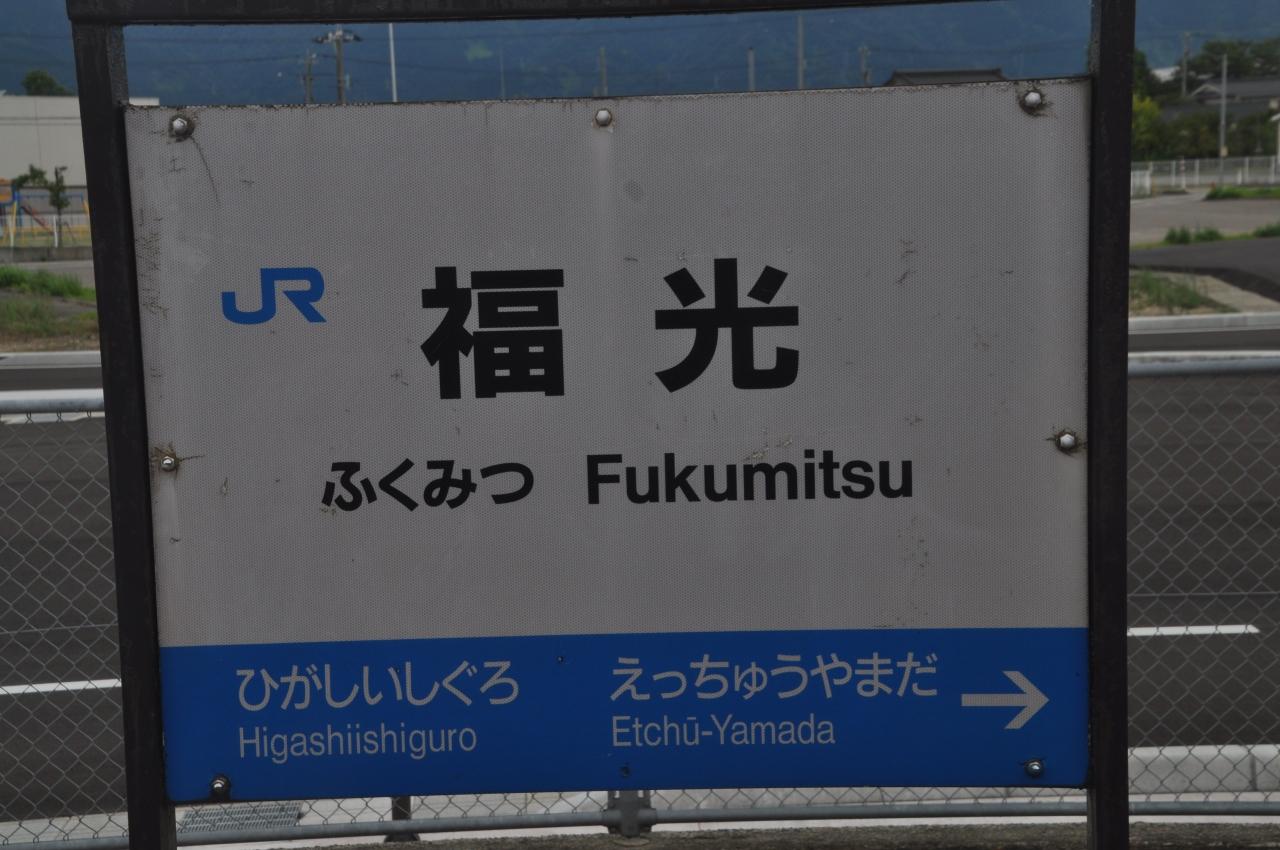 JR
福光
ふくみつ Fukumitsu
ひがしいしぐろ えっちゅうやまだ →
Higashiishiguro Etchū-Yamada